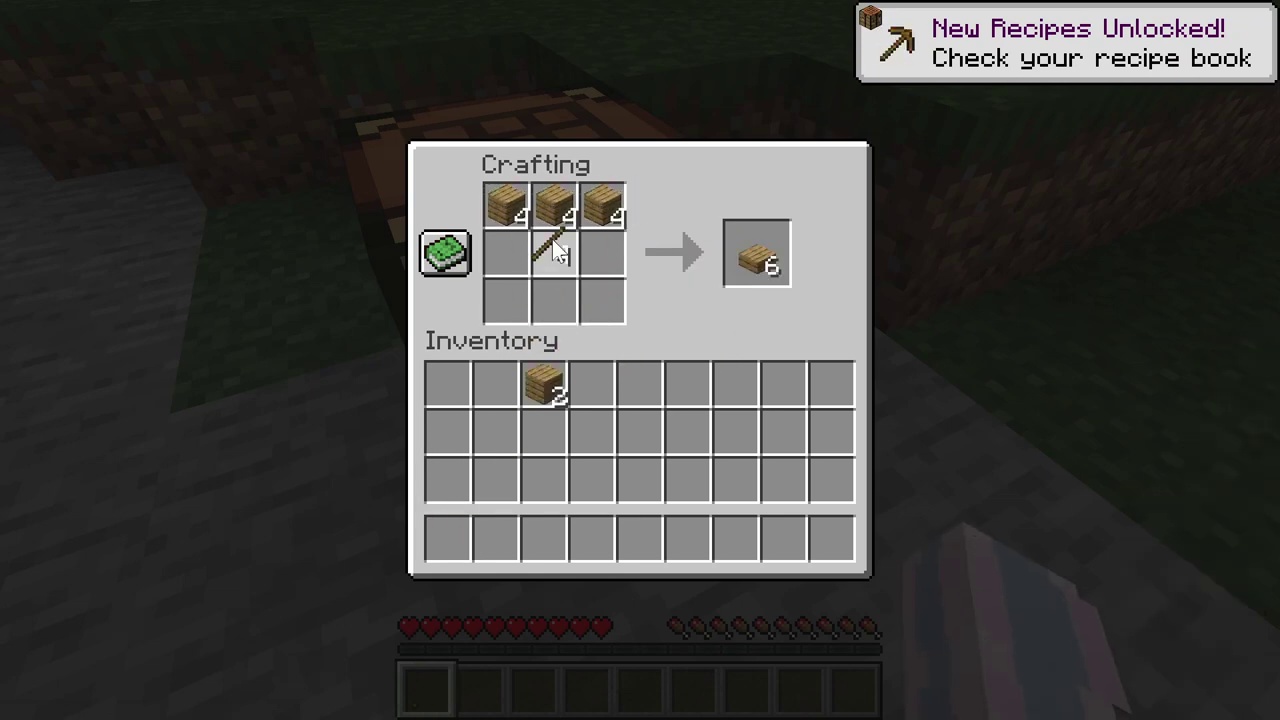 New Recipes Unlocked!
Check your recipe book
Crafting
4 4 4
6
Inventory
2